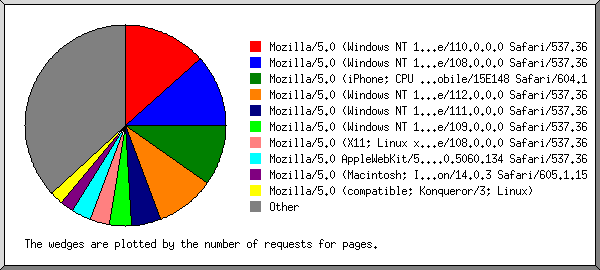 Mozilla/5.0 (Windows NT 1...e/110.0.0.0 Safari/537.36
Mozilla/5.0 (Windows NT 1...e/108.0.0.0 Safari/537.36
Mozilla/5.0 (iPhone; CPU ...obile/15E148 Safari/604.1
Mozilla/5.0 (Windows NT 1...e/112.0.0.0 Safari/537.36
Mozilla/5.0 (Windows NT 1...e/111.0.0.0 Safari/537.36
Mozilla/5.0 (Windows NT 1...e/109.0.0.0 Safari/537.36
Mozilla/5.0 (X11; Linux x...e/108.0.0.0 Safari/537.36
Mozilla/5.0 AppleWebKit/5....0.5060.134 Safari/537.36
Mozilla/5.0 (Macintosh; I...on/14.0.3 Safari/605.1.15
Mozilla/5.0 (compatible; Konqueror/3; Linux)
Other
The wedges are plotted by the number of requests for pages.